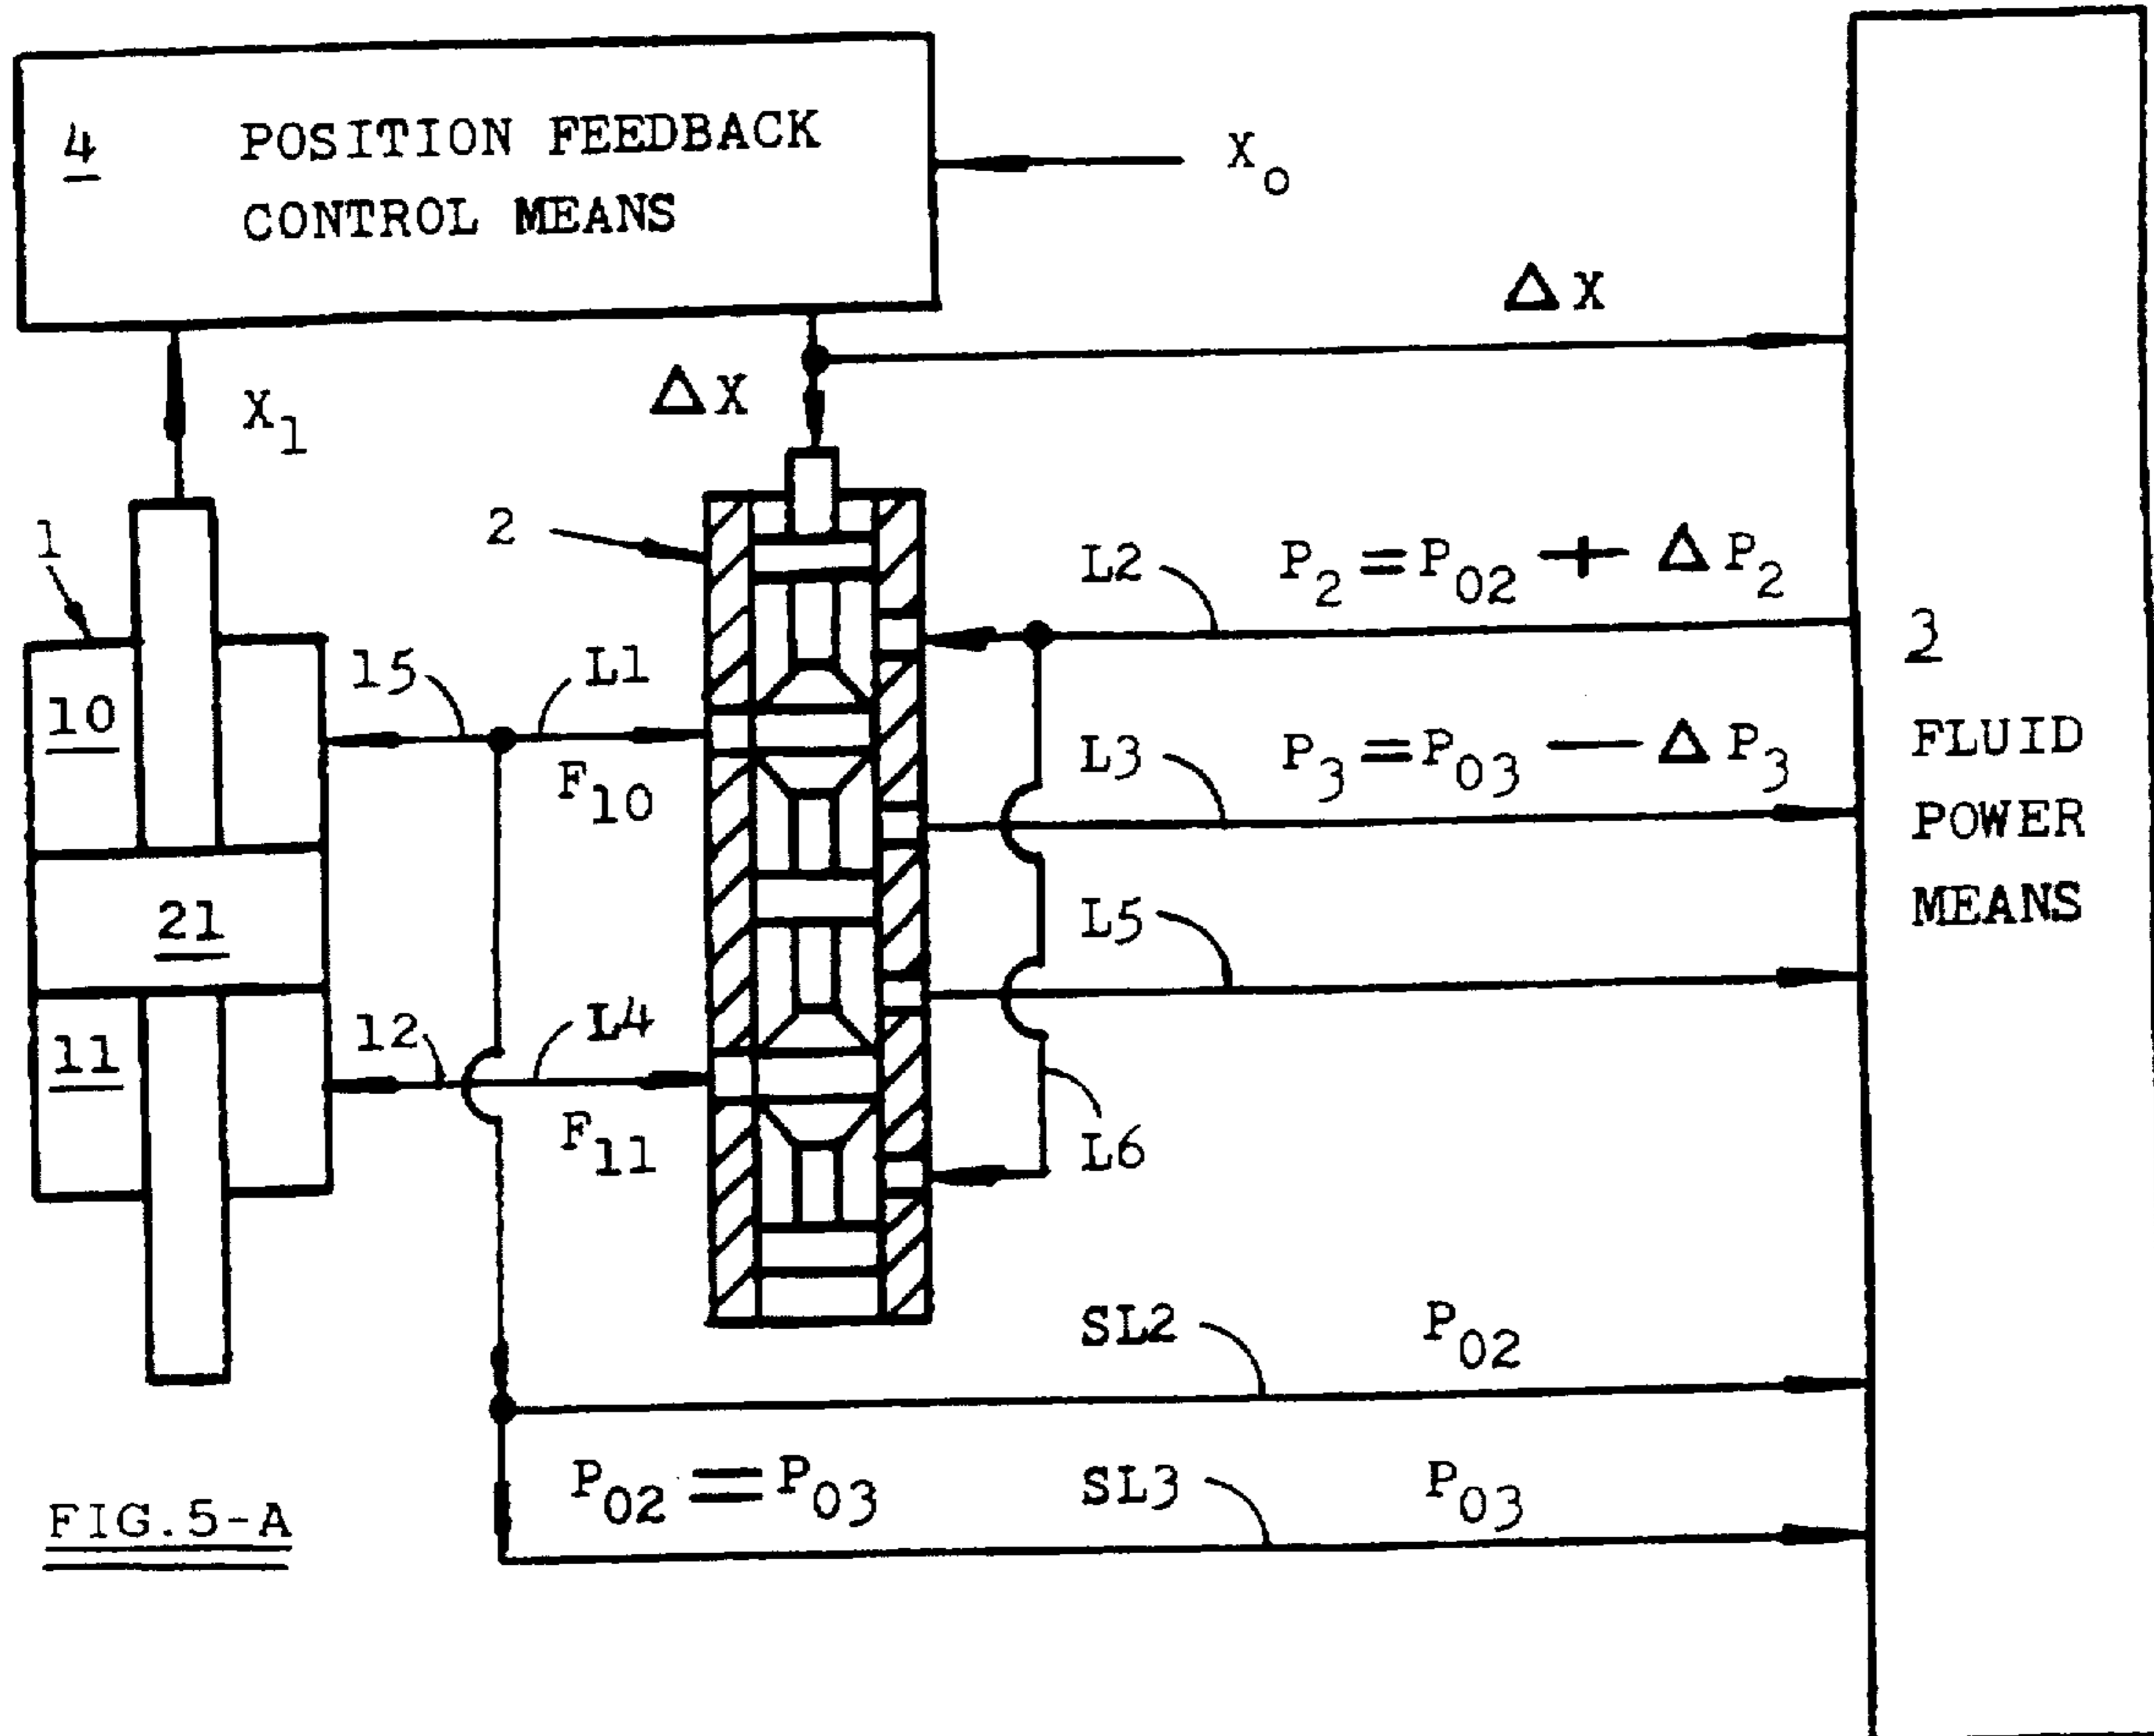 4 POSITION FEEDBACK
CONTROL MEANS
X₀
ΔX
ΔX
X₁
1
2
L2 P₂=P₀₂+ΔP₂
3
10
15
L1
L3 P₃=P₀₃—ΔP₃
FLUID
POWER
MEANS
F₁₀
21
L5
11
12
L4
F₁₁
L6
SL2 P₀₂
P₀₂=P₀₃
SL3 P₀₃
FIG.5-A